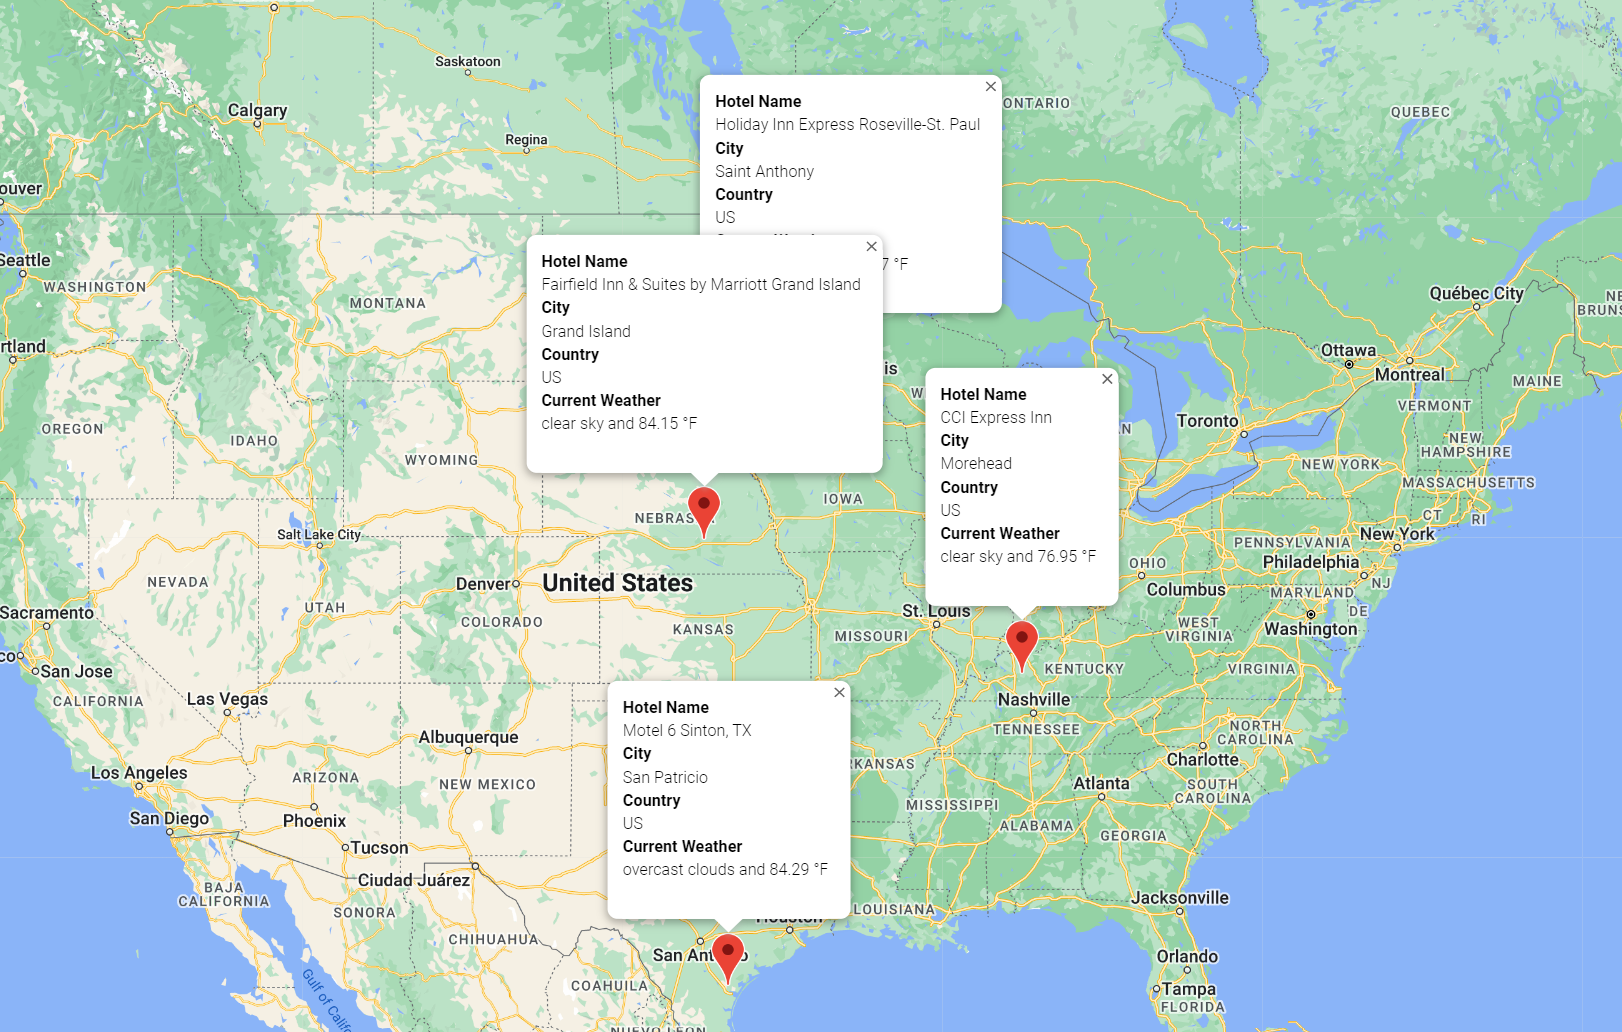 Saskatoon
Calgary
Regina
ONTARIO
QUEBEC
Hotel Name
Holiday Inn Express Roseville-St. Paul
City
Saint Anthony
Country
US
7 °F
Hotel Name
Fairfield Inn & Suites by Marriott Grand Island
City
Grand Island
Country
US
Current Weather
clear sky and 84.15 °F
Hotel Name
CCI Express Inn
City
Morehead
Country
US
Current Weather
clear sky and 76.95 °F
Hotel Name
Motel 6 Sinton, TX
City
San Patricio
Country
US
Current Weather
overcast clouds and 84.29 °F
ouver
Seattle
WASHINGTON
MONTANA
Québec City
rtland
Ottawa
Montreal
MAINE
VERMONT
OREGON
IDAHO
WYOMING
Toronto
NEW
HAMPSHIRE
NEW YORK
MASSACHUSETTS
IOWA
CT
RI
Salt Lake City
PENNSYLVANIA
New York
OHIO
Philadelphia
NEVADA
Denver
United States
Columbus
MARYLAND
NJ
DE
Sacramento
UTAH
COLORADO
KANSAS
St. Louis
MISSOURI
WEST
VIRGINIA
Washington
co
San Jose
KENTUCKY
VIRGINIA
CALIFORNIA
Las Vegas
Nashville
TENNESSEE
NORTH
CAROLINA
Albuquerque
Charlotte
Los Angeles
ARIZONA
NEW MEXICO
RKANSAS
Atlanta
SOUTH
CAROLINA
MISSISSIPPI
San Diego
Phoenix
ALABAMA
GEORGIA
Tucson
Ciudad Juárez
BAJA
CALIFORNIA
SONORA
Jacksonville
LOUISIANA
Houston
CHIHUAHUA
San Ant
o
Orlando
COAHUILA
Tampa
FLORIDA
Gulf of Califo
NUEVO LEON